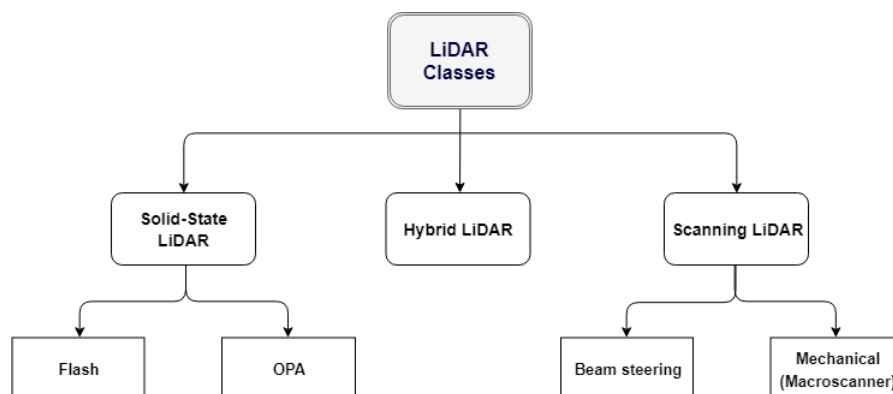 LiDAR
Classes
Solid-State
LiDAR
Hybrid LiDAR
Scanning LiDAR
Flash
OPA
Beam steering
Mechanical
(Macroscanner)